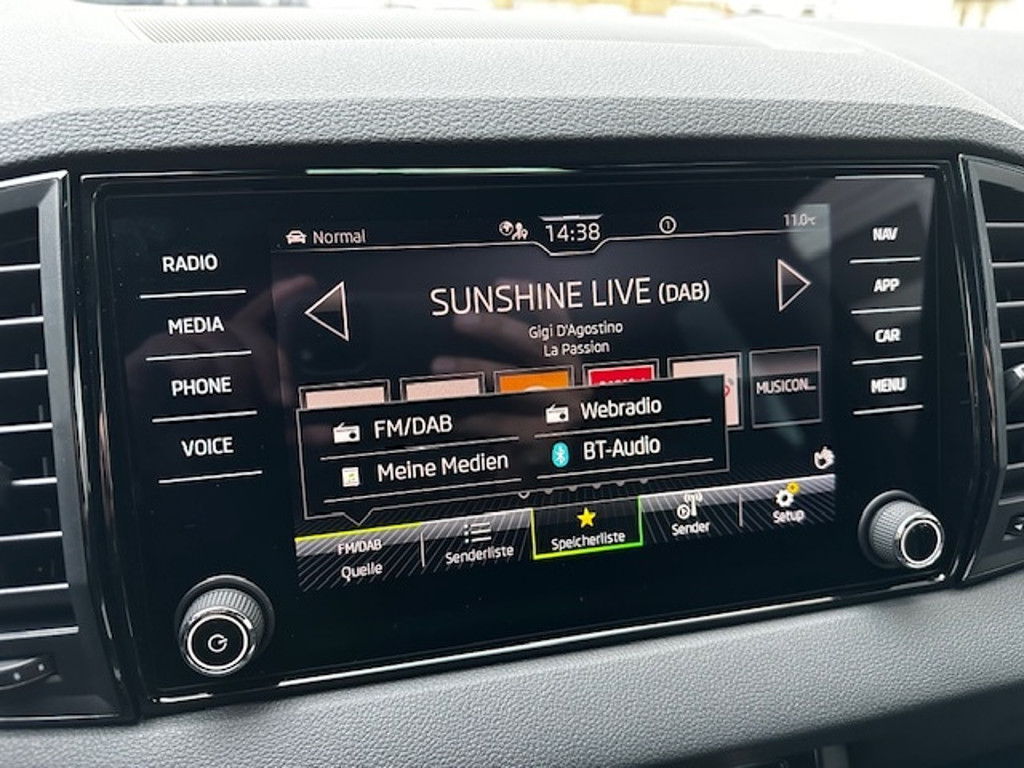 Normal
14:38
1
11.0°C
RADIO
MEDIA
PHONE
VOICE
NAV
APP
CAR
MENU
SUNSHINE LIVE (DAB)
Gigi D'Agostino
La Passion
MUSICON...
FM/DAB
Webradio
Meine Medien
BT-Audio
FM/DAB
Quelle
Senderliste
Speicherliste
Sender
Setup